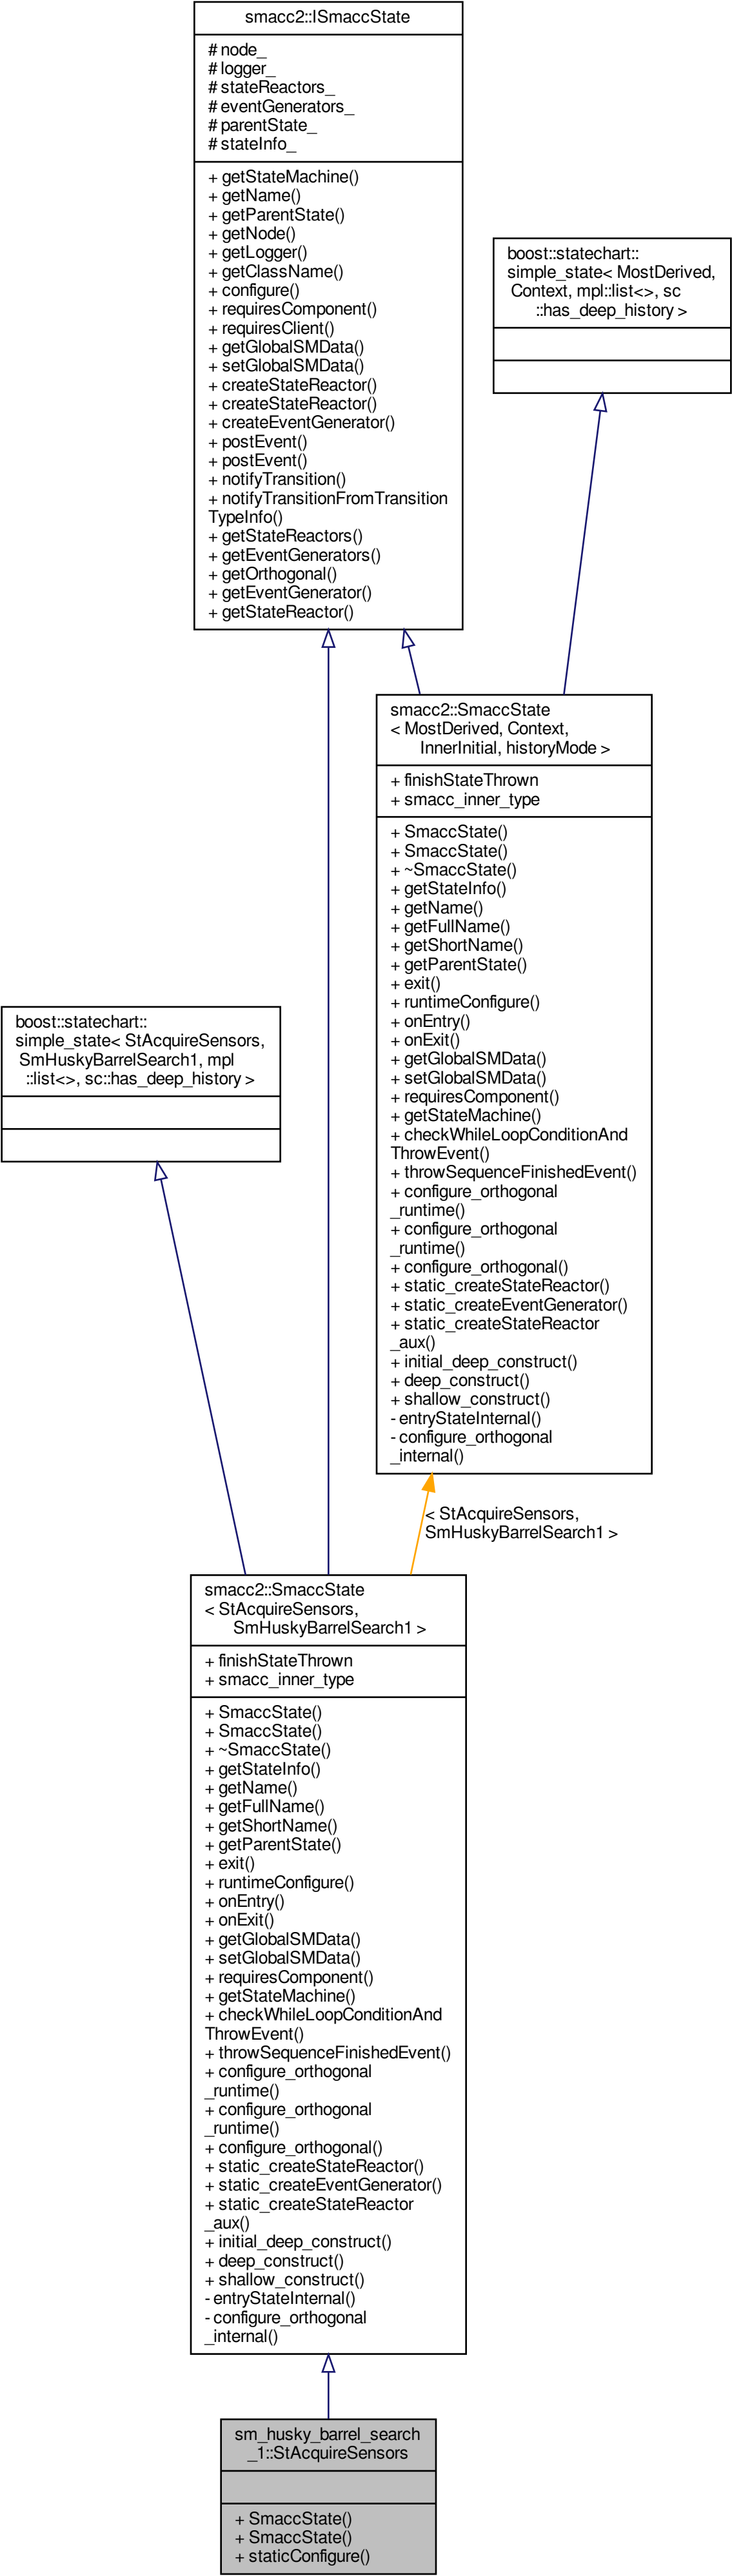 smacc2::ISmaccState
# node_
# logger_
# stateReactors_
# eventGenerators_
# parentState_
# stateInfo_
+ getStateMachine()
+ getName()
+ getParentState()
+ getNode()
+ getLogger()
+ getClassName()
+ configure()
+ requiresComponent()
+ requiresClient()
+ getGlobalSMData()
+ setGlobalSMData()
+ createStateReactor()
+ createStateReactor()
+ createEventGenerator()
+ postEvent()
+ postEvent()
+ notifyTransition()
+ notifyTransitionFromTransition
TypeInfo()
+ getStateReactors()
+ getEventGenerators()
+ getOrthogonal()
+ getEventGenerator()
+ getStateReactor()
boost::statechart::
simple_state< MostDerived,
Context, mpl::list<>, sc
::has_deep_history >
smacc2::SmaccState
< MostDerived, Context,
InnerInitial, historyMode >
+ finishStateThrown
+ smacc_inner_type
+ SmaccState()
+ SmaccState()
+ ~SmaccState()
+ getStateInfo()
+ getName()
+ getFullName()
+ getShortName()
+ getParentState()
+ exit()
+ runtimeConfigure()
+ onEntry()
+ onExit()
+ getGlobalSMData()
+ setGlobalSMData()
+ requiresComponent()
+ getStateMachine()
+ checkWhileLoopConditionAnd
ThrowEvent()
+ throwSequenceFinishedEvent()
+ configure_orthogonal
_runtime()
+ configure_orthogonal
_runtime()
+ configure_orthogonal()
+ static_createStateReactor()
+ static_createEventGenerator()
+ static_createStateReactor
_aux()
+ initial_deep_construct()
+ deep_construct()
+ shallow_construct()
- entryStateInternal()
- configure_orthogonal
_internal()
boost::statechart::
simple_state< StAcquireSensors,
SmHuskyBarrelSearch1, mpl
::list<>, sc::has_deep_history >
< StAcquireSensors,
SmHuskyBarrelSearch1 >
smacc2::SmaccState
< StAcquireSensors,
SmHuskyBarrelSearch1 >
+ finishStateThrown
+ smacc_inner_type
+ SmaccState()
+ SmaccState()
+ ~SmaccState()
+ getStateInfo()
+ getName()
+ getFullName()
+ getShortName()
+ getParentState()
+ exit()
+ runtimeConfigure()
+ onEntry()
+ onExit()
+ getGlobalSMData()
+ setGlobalSMData()
+ requiresComponent()
+ getStateMachine()
+ checkWhileLoopConditionAnd
ThrowEvent()
+ throwSequenceFinishedEvent()
+ configure_orthogonal
_runtime()
+ configure_orthogonal
_runtime()
+ configure_orthogonal()
+ static_createStateReactor()
+ static_createEventGenerator()
+ static_createStateReactor
_aux()
+ initial_deep_construct()
+ deep_construct()
+ shallow_construct()
- entryStateInternal()
- configure_orthogonal
_internal()
sm_husky_barrel_search
_1::StAcquireSensors
+ SmaccState()
+ SmaccState()
+ staticConfigure()